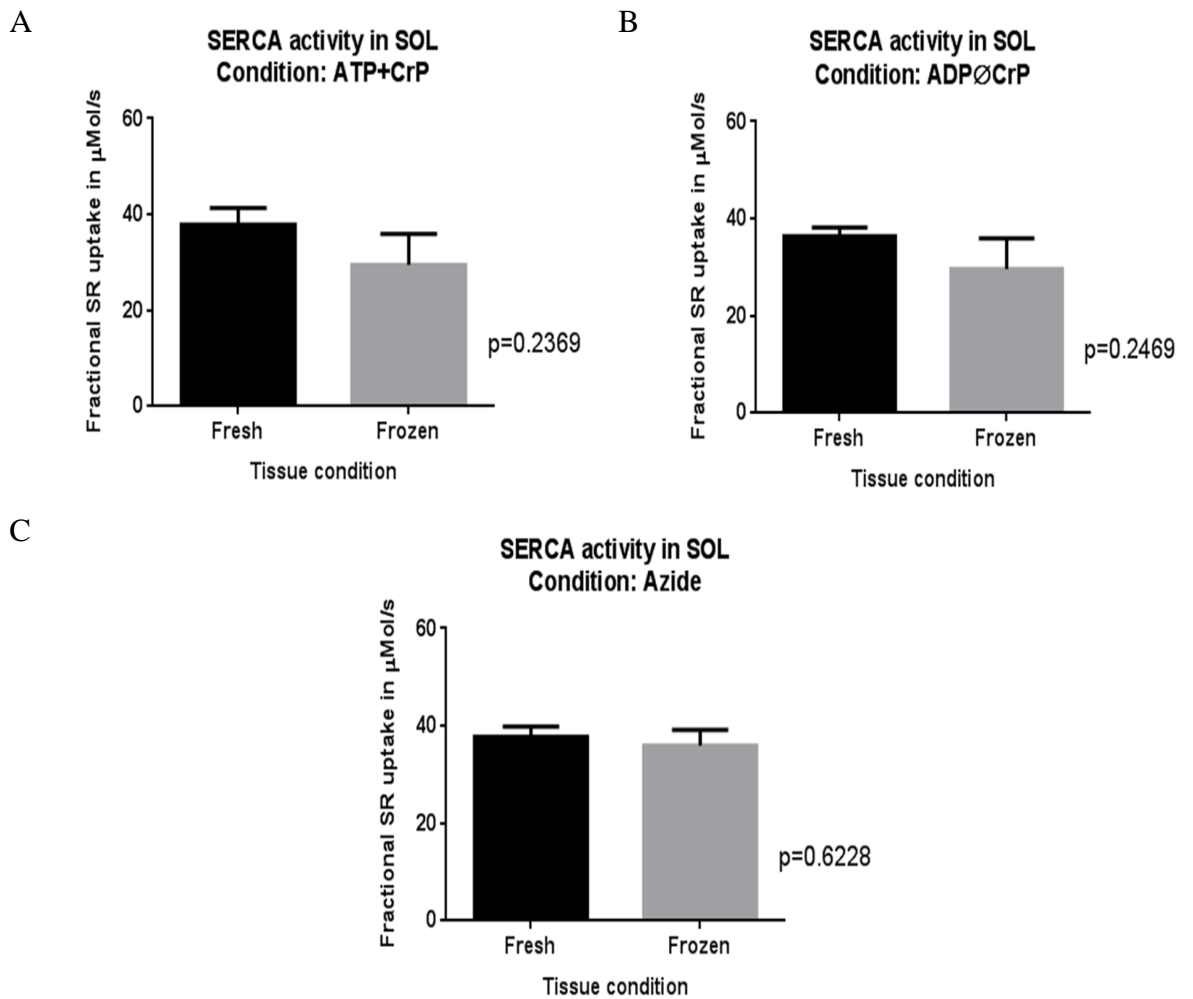 A
SERCA activity in SOL
Condition: ATP+CrP
Fractional SR uptake in µMol/s
60
40
20
0
Fresh
Frozen
p=0.2369
Tissue condition
B
SERCA activity in SOL
Condition: ADP∅CrP
Fractional SR uptake in µMol/s
60
40
20
0
Fresh
Frozen
p=0.2469
Tissue condition
C
SERCA activity in SOL
Condition: Azide
Fractional SR uptake in µMol/s
60
40
20
0
Fresh
Frozen
p=0.6228
Tissue condition